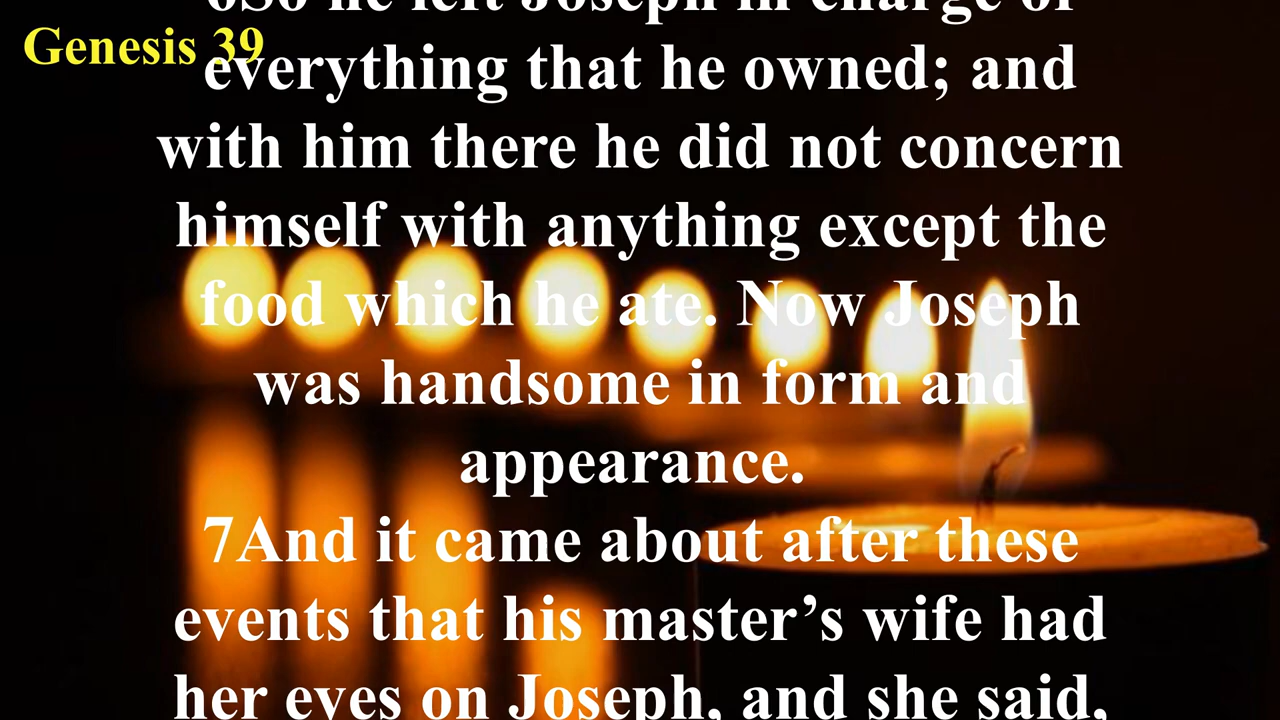 Genesis 39
6So he left Joseph in charge of
everything that he owned; and
with him there he did not concern
himself with anything except the
food which he ate. Now Joseph
was handsome in form and
appearance.
7And it came about after these
events that his master’s wife had
her eyes on Joseph, and she said,